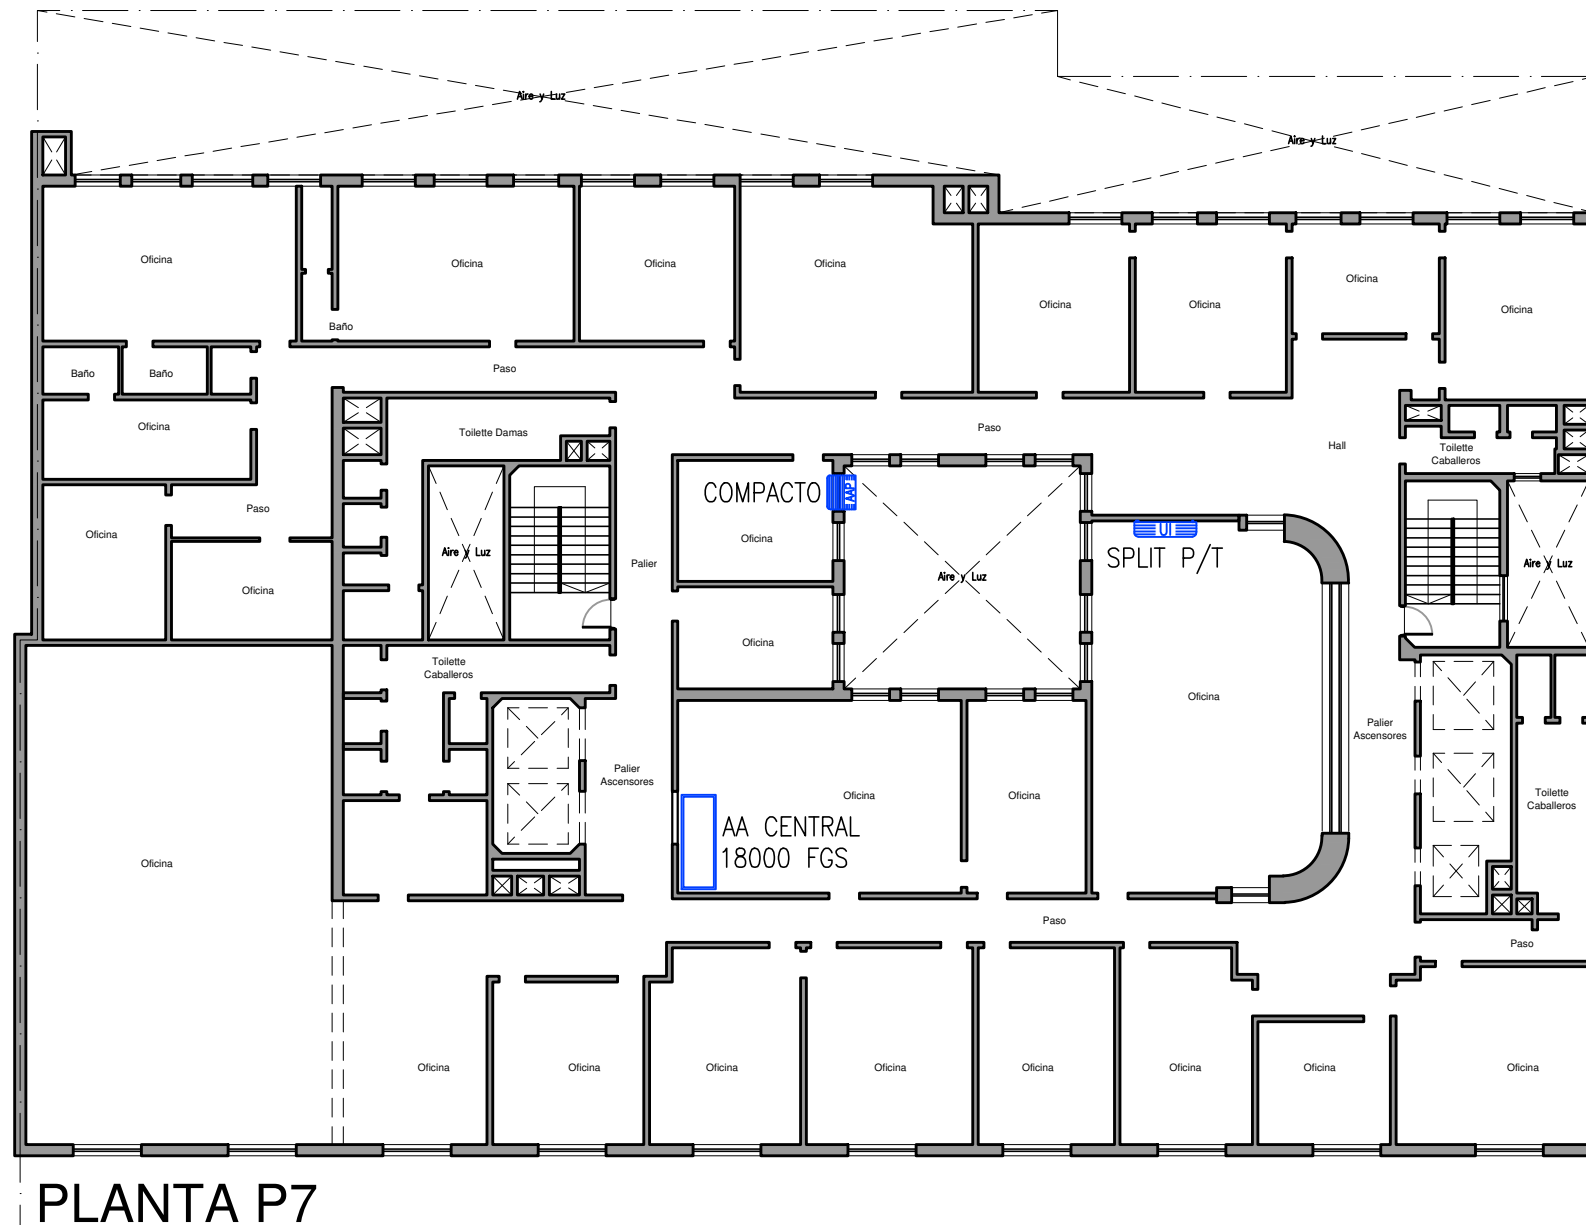 Aire y Luz
Aire y Luz
Oficina
Oficina
Oficina
Oficina
Oficina
Oficina
Oficina
Oficina
Baño
Baño
Baño
Paso
Oficina
Toilette Damas
Paso
Hall
Toilette
Caballeros
COMPACTO
AAP
Paso
Oficina
Oficina
Aire y Luz
Palier
UI
SPLIT P/T
Aire y Luz
Aire y Luz
Oficina
Oficina
Toilette
Caballeros
Oficina
Palier
Ascensores
Palier
Ascensores
Oficina
Oficina
Toilette
Caballeros
AA CENTRAL
18000 FGS
Oficina
Paso
Paso
Oficina
Oficina
Oficina
Oficina
Oficina
Oficina
Oficina
Oficina
PLANTA P7